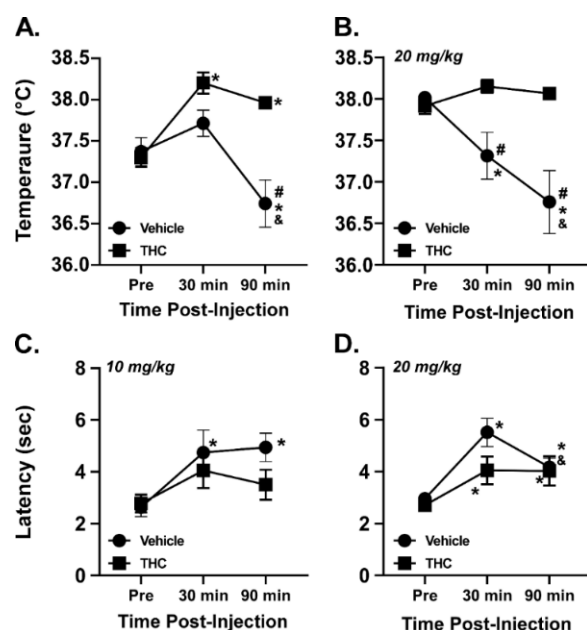 A.
38.5
38.0
37.5
37.0
36.5
36.0
Temperaure (°C)
*
*
#
*
&
Vehicle
THC
Pre 30 min 90 min
Time Post-Injection
B.
20 mg/kg
38.5
38.0
37.5
37.0
36.5
36.0
#
*
#
*
&
Vehicle
THC
Pre 30 min 90 min
Time Post-Injection
C.
10 mg/kg
8
6
4
2
0
Latency (sec)
*
*
Vehicle
THC
Pre 30 min 90 min
Time Post-Injection
D.
20 mg/kg
8
6
4
2
0
*
*
*
&
*
Vehicle
THC
Pre 30 min 90 min
Time Post-Injection